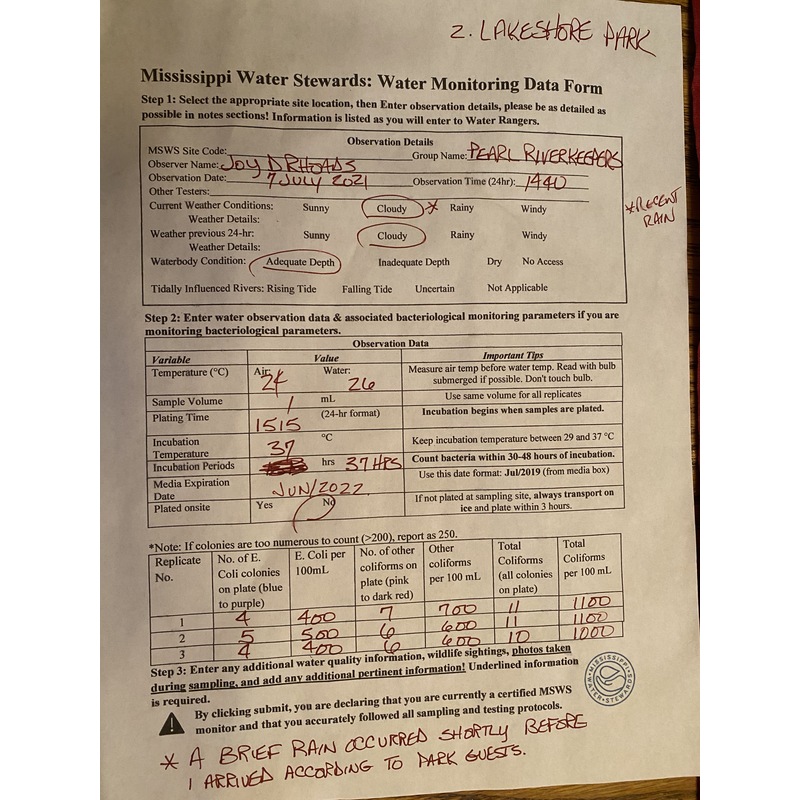 2. LAKESHORE PARK
Mississippi Water Stewards: Water Monitoring Data Form
Step 1: Select the appropriate site location, then Enter observation details, please be as detailed as
possible in notes sections! Information is listed as you will enter to Water Rangers.
Observation Details
MSWS Site Code: Group Name: PEARL RIVERKEEPERS
Observer Name: JOY D RHOADS
Observation Date: 7 JULY 2021 Observation Time (24hr): 1440
Other Testers:
Current Weather Conditions: Sunny Cloudy * Rainy Windy
*RECENT
RAIN
Weather Details:
Weather previous 24-hr: Sunny Cloudy Rainy Windy
Weather Details:
Waterbody Condition: Adequate Depth Inadequate Depth Dry No Access
Tidally Influenced Rivers: Rising Tide Falling Tide Uncertain Not Applicable
Step 2: Enter water observation data & associated bacteriological monitoring parameters if you are
monitoring bacteriological parameters.
Observation Data
Variable Value Important Tips
Temperature (°C) Air: 24 Water: 26 Measure air temp before water temp. Read with bulb
submerged if possible. Don't touch bulb.
Sample Volume 1 mL Use same volume for all replicates
Plating Time 1515 (24-hr format) Incubation begins when samples are plated.
Incubation
Temperature 37 °C Keep incubation temperature between 29 and 37 °C
Incubation Periods hrs 37 HRS Count bacteria within 30-48 hours of incubation.
Media Expiration
Date JUN/2022 Use this date format: Jul/2019 (from media box)
Plated onsite Yes No If not plated at sampling site, always transport on
ice and plate within 3 hours.
*Note: If colonies are too numerous to count (>200), report as 250.
Replicate
No. No. of E.
Coli colonies
on plate (blue
to purple) E. Coli per
100mL No. of other
coliforms on
plate (pink
to dark red) Other
coliforms
per 100 mL Total
Coliforms
(all colonies
on plate) Total
Coliforms
per 100 mL
1 4 400 7 700 11 1100
2 5 500 6 600 11 1100
3 4 400 6 600 10 1000
Step 3: Enter any additional water quality information, wildlife sightings, photos taken
during sampling, and add any additional pertinent information! Underlined information
is required.
By clicking submit, you are declaring that you are currently a certified MSWS
monitor and that you accurately followed all sampling and testing protocols.
MISSISSIPPI
WATER STEWARDS
* A BRIEF RAIN OCCURRED SHORTLY BEFORE
I ARRIVED ACCORDING TO PARK GUESTS.